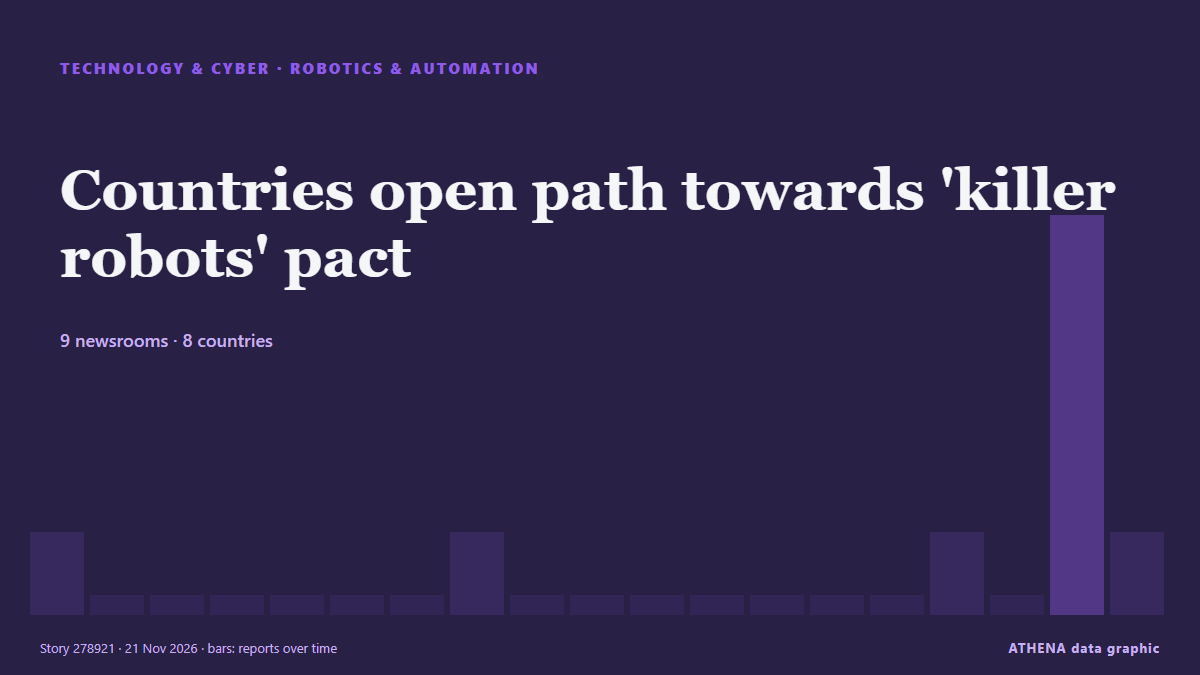 TECHNOLOGY & CYBER · ROBOTICS & AUTOMATION
Countries open path towards 'killer
robots' pact
9 newsrooms · 8 countries
Story 278921 · 21 Nov 2026 · bars: reports over time
ATHENA data graphic